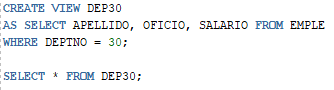 CREATE VIEW DEP30
AS SELECT APELLIDO, OFICIO, SALARIO FROM EMPLE
WHERE DEPTNO = 30;
SELECT * FROM DEP30;